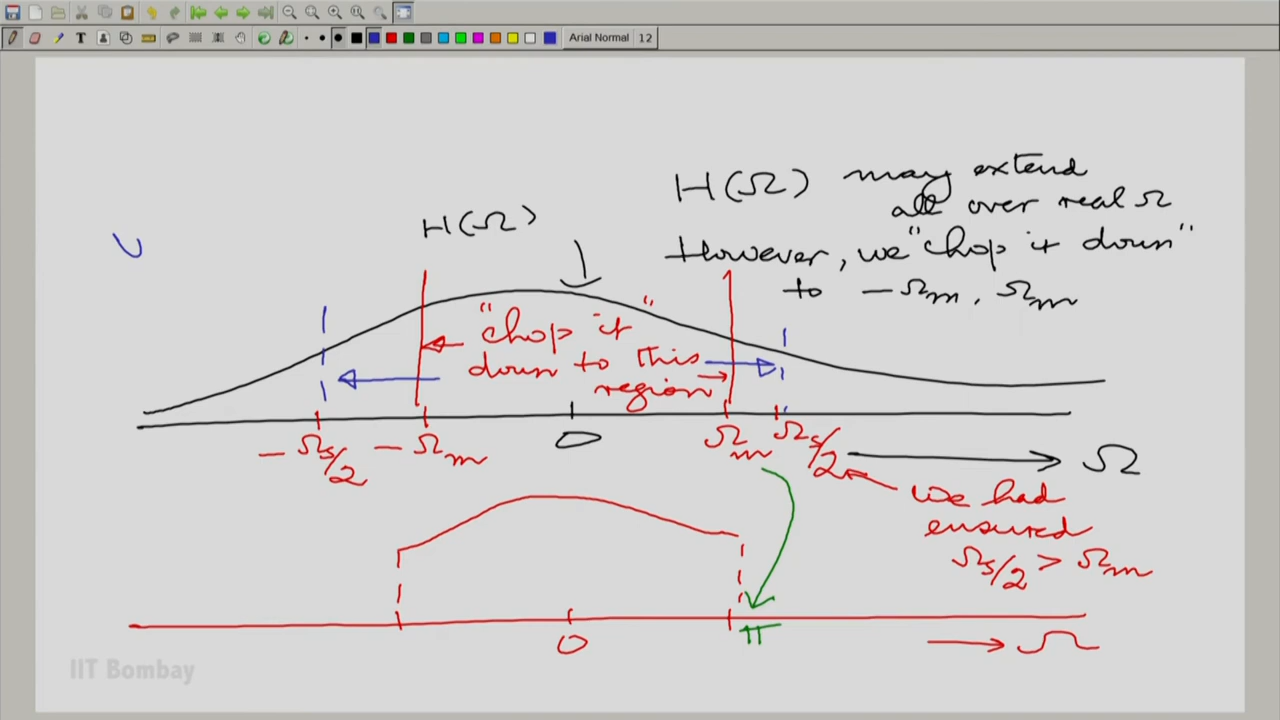 Arial Normal 12
H(Ω) may extend
all over real Ω
However, we "chop it down"
to −Ωm, Ωm
H(Ω)
"chop it"
down to this
region
−Ωs/2 −Ωm 0 Ωm Ωs/2 Ω
we had
ensured
Ωs/2 > Ωm
0 π Ω
IIT Bombay